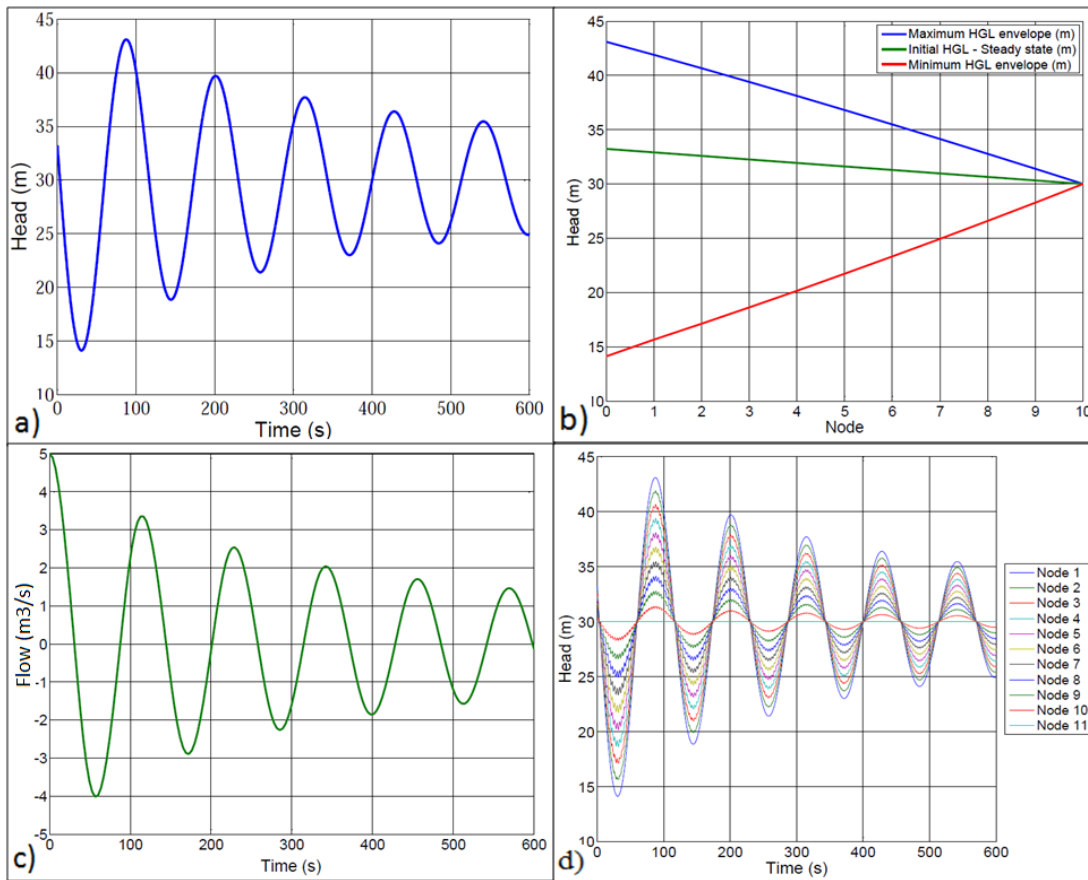 45
40
35
30
25
20
15
10
Head (m)
0 100 200 300 400 500 600
Time (s)
a)
45
40
35
30
25
20
15
10
Head (m)
Maximum HGL envelope (m)
Initial HGL - Steady state (m)
Minimum HGL envelope (m)
0 1 2 3 4 5 6 7 8 9 10
Node
b)
5
4
3
2
1
0
-1
-2
-3
-4
-5
Flow (m3/s)
0 100 200 300 400 500 600
Time (s)
c)
45
40
35
30
25
20
15
10
Head (m)
0 100 200 300 400 500 600
Time (s)
d)
Node 1
Node 2
Node 3
Node 4
Node 5
Node 6
Node 7
Node 8
Node 9
Node 10
Node 11